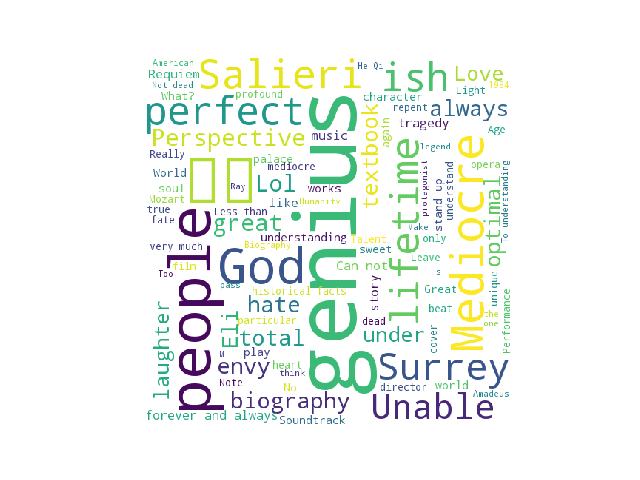 American
He Qi
Salieri
ish
Love
Requiem
Not dead
profound
Light
1984
What?
character
perfect
repent
always
Perspective
music
textbook
again
tragedy
Age
Really
palace
mediocre
legend
opera
World
soul
Ray
Lol
works
genius
lifetime
protagonist
stand up
understand
Mediocre
optimal
To understanding
Mozart
like
Humanity
true
fate
Less than
great
people
understanding
Talent
Make
only
very much
Biography
sweet
film
God
Can not
Leave
s
Too
pass
historical facts
story
Great
unique
hate
particular
dead
beat
the
one
laughter
Eli
total
under
cover
Performance
M
play
envy
heart
think
Surrey
world
Note
No
director
Amadeus
biography
Unable
forever and always
Soundtrack